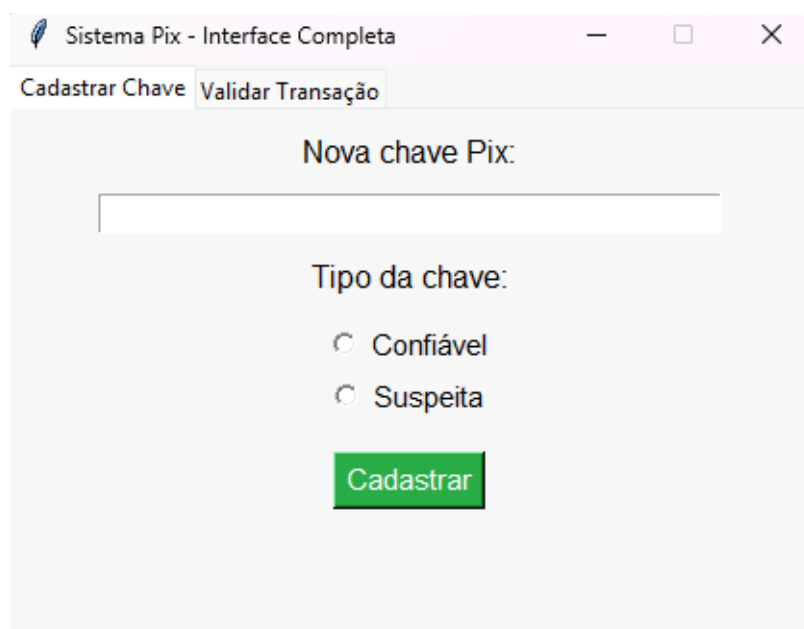 Sistema Pix - Interface Completa
Cadastrar Chave Validar Transação
Nova chave Pix:
Tipo da chave:
Confiável
Suspeita
Cadastrar